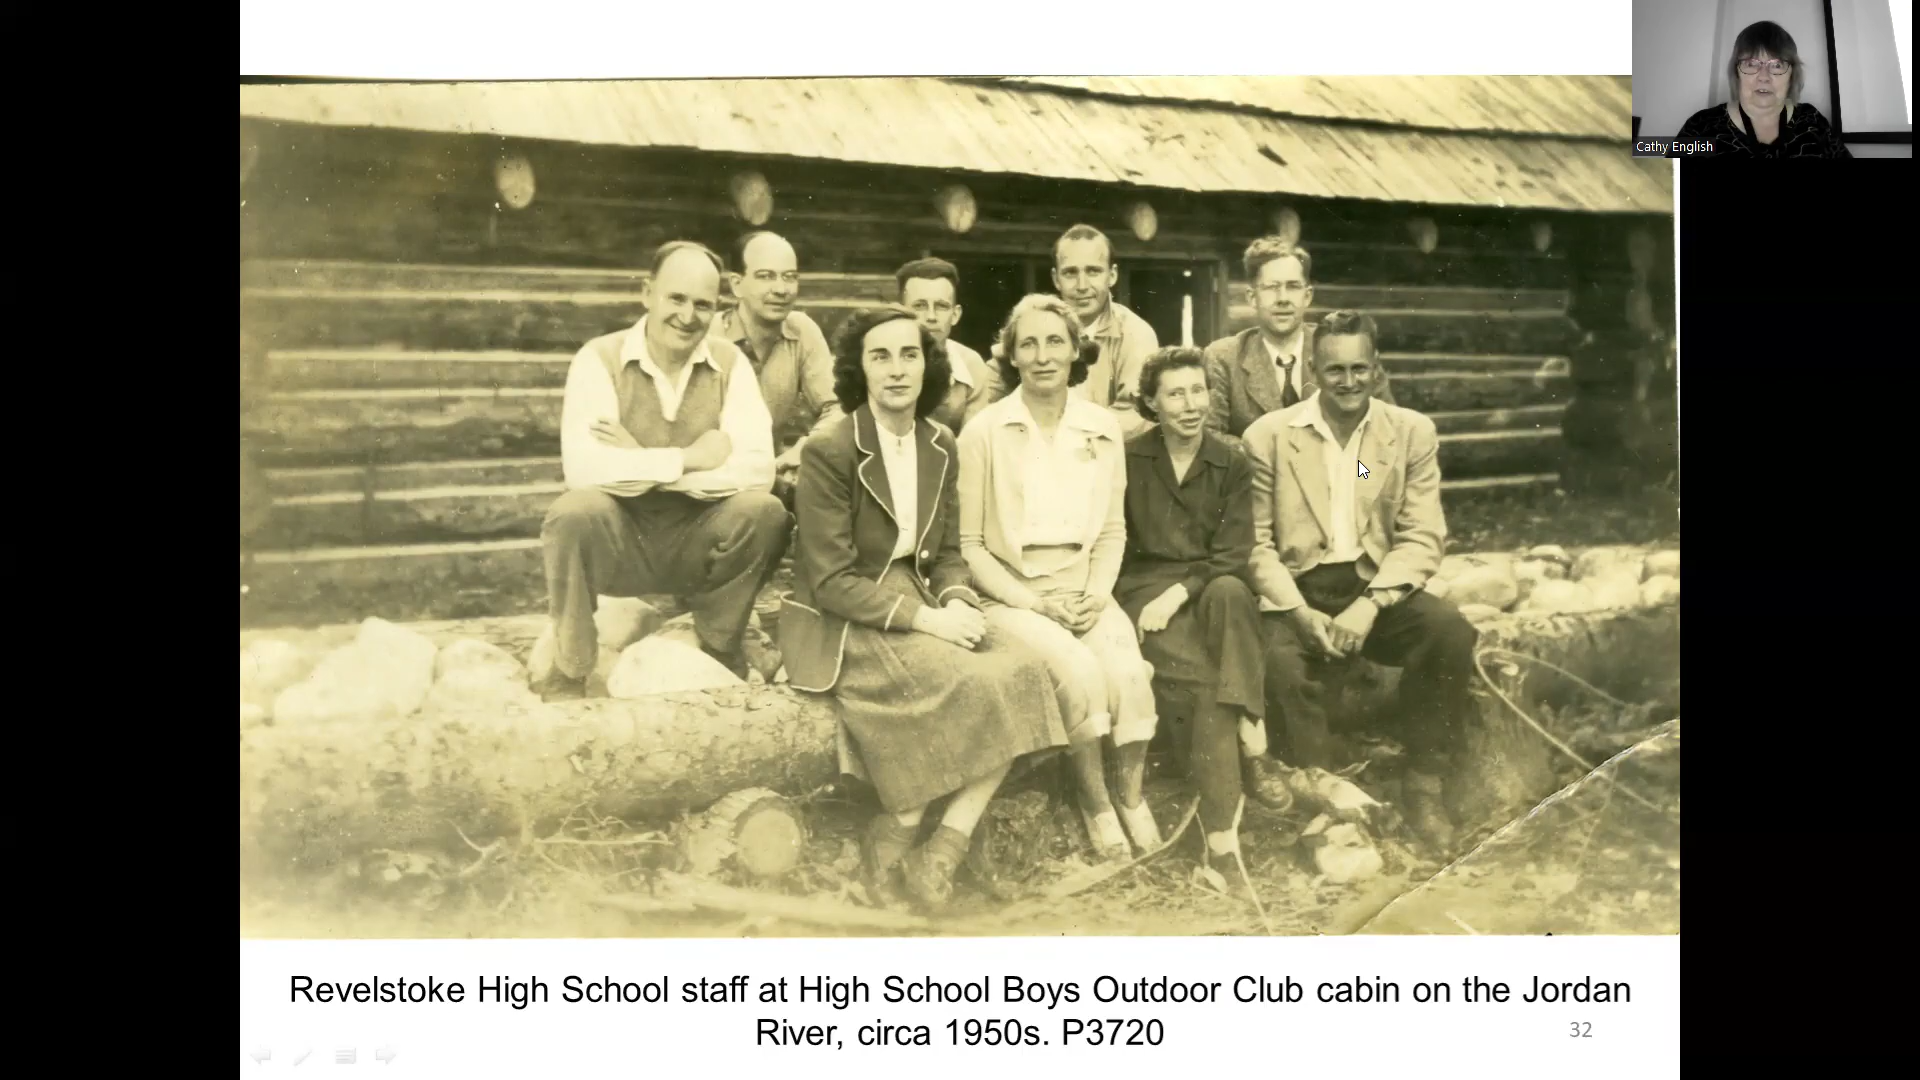 Cathy English
Revelstoke High School staff at High School Boys Outdoor Club cabin on the Jordan
River, circa 1950s. P3720
32